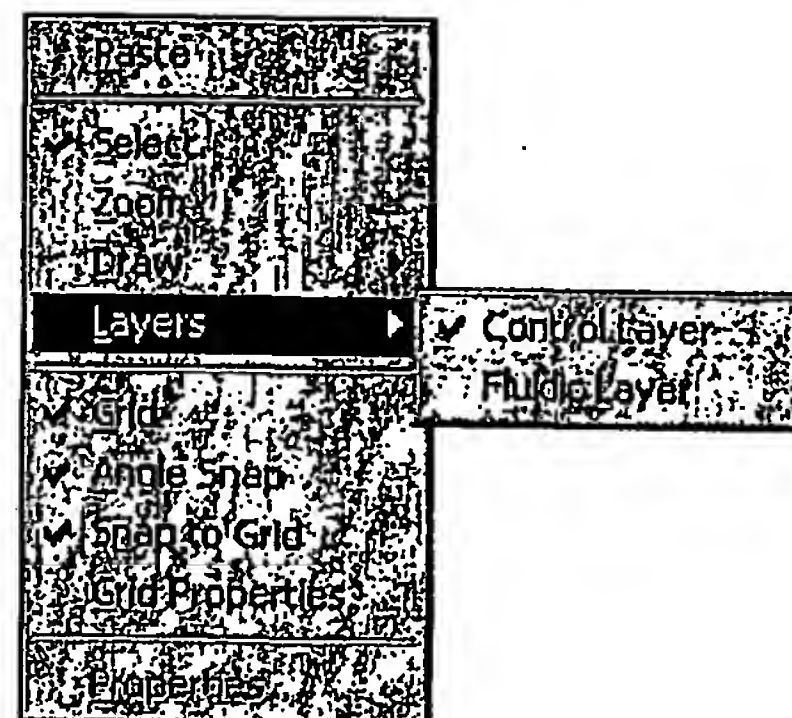 Paste
Select
Zoom
Draw
Layers
Control Layer
Fluidic Layer
Grid
Angle Snap
Snap to Grid
Grid Properties
Properties